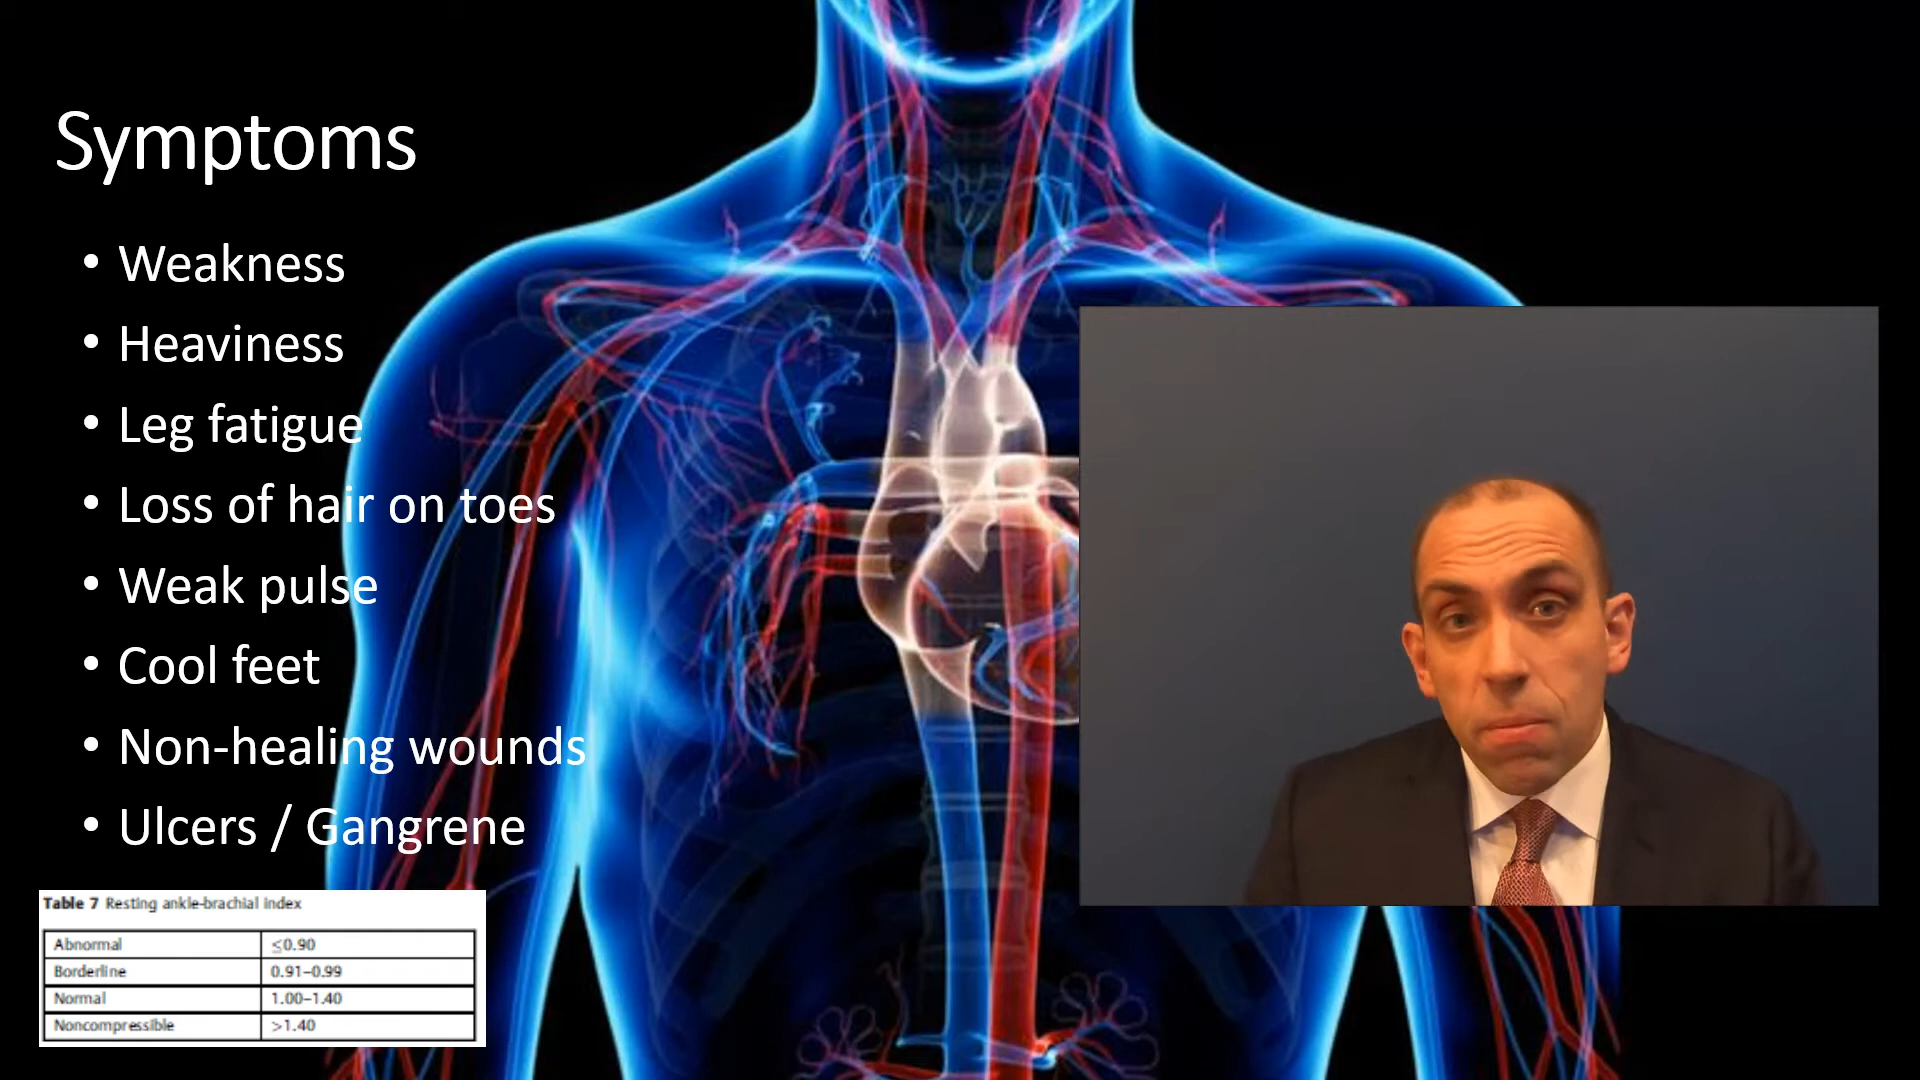 Symptoms
• Weakness
• Heaviness
• Leg fatigue
• Loss of hair on toes
• Weak pulse
• Cool feet
• Non-healing wounds
• Ulcers / Gangrene
Table 7 Resting ankle-brachial index
Abnormal ≤0.90
Borderline 0.91–0.99
Normal 1.00–1.40
Noncompressible >1.40